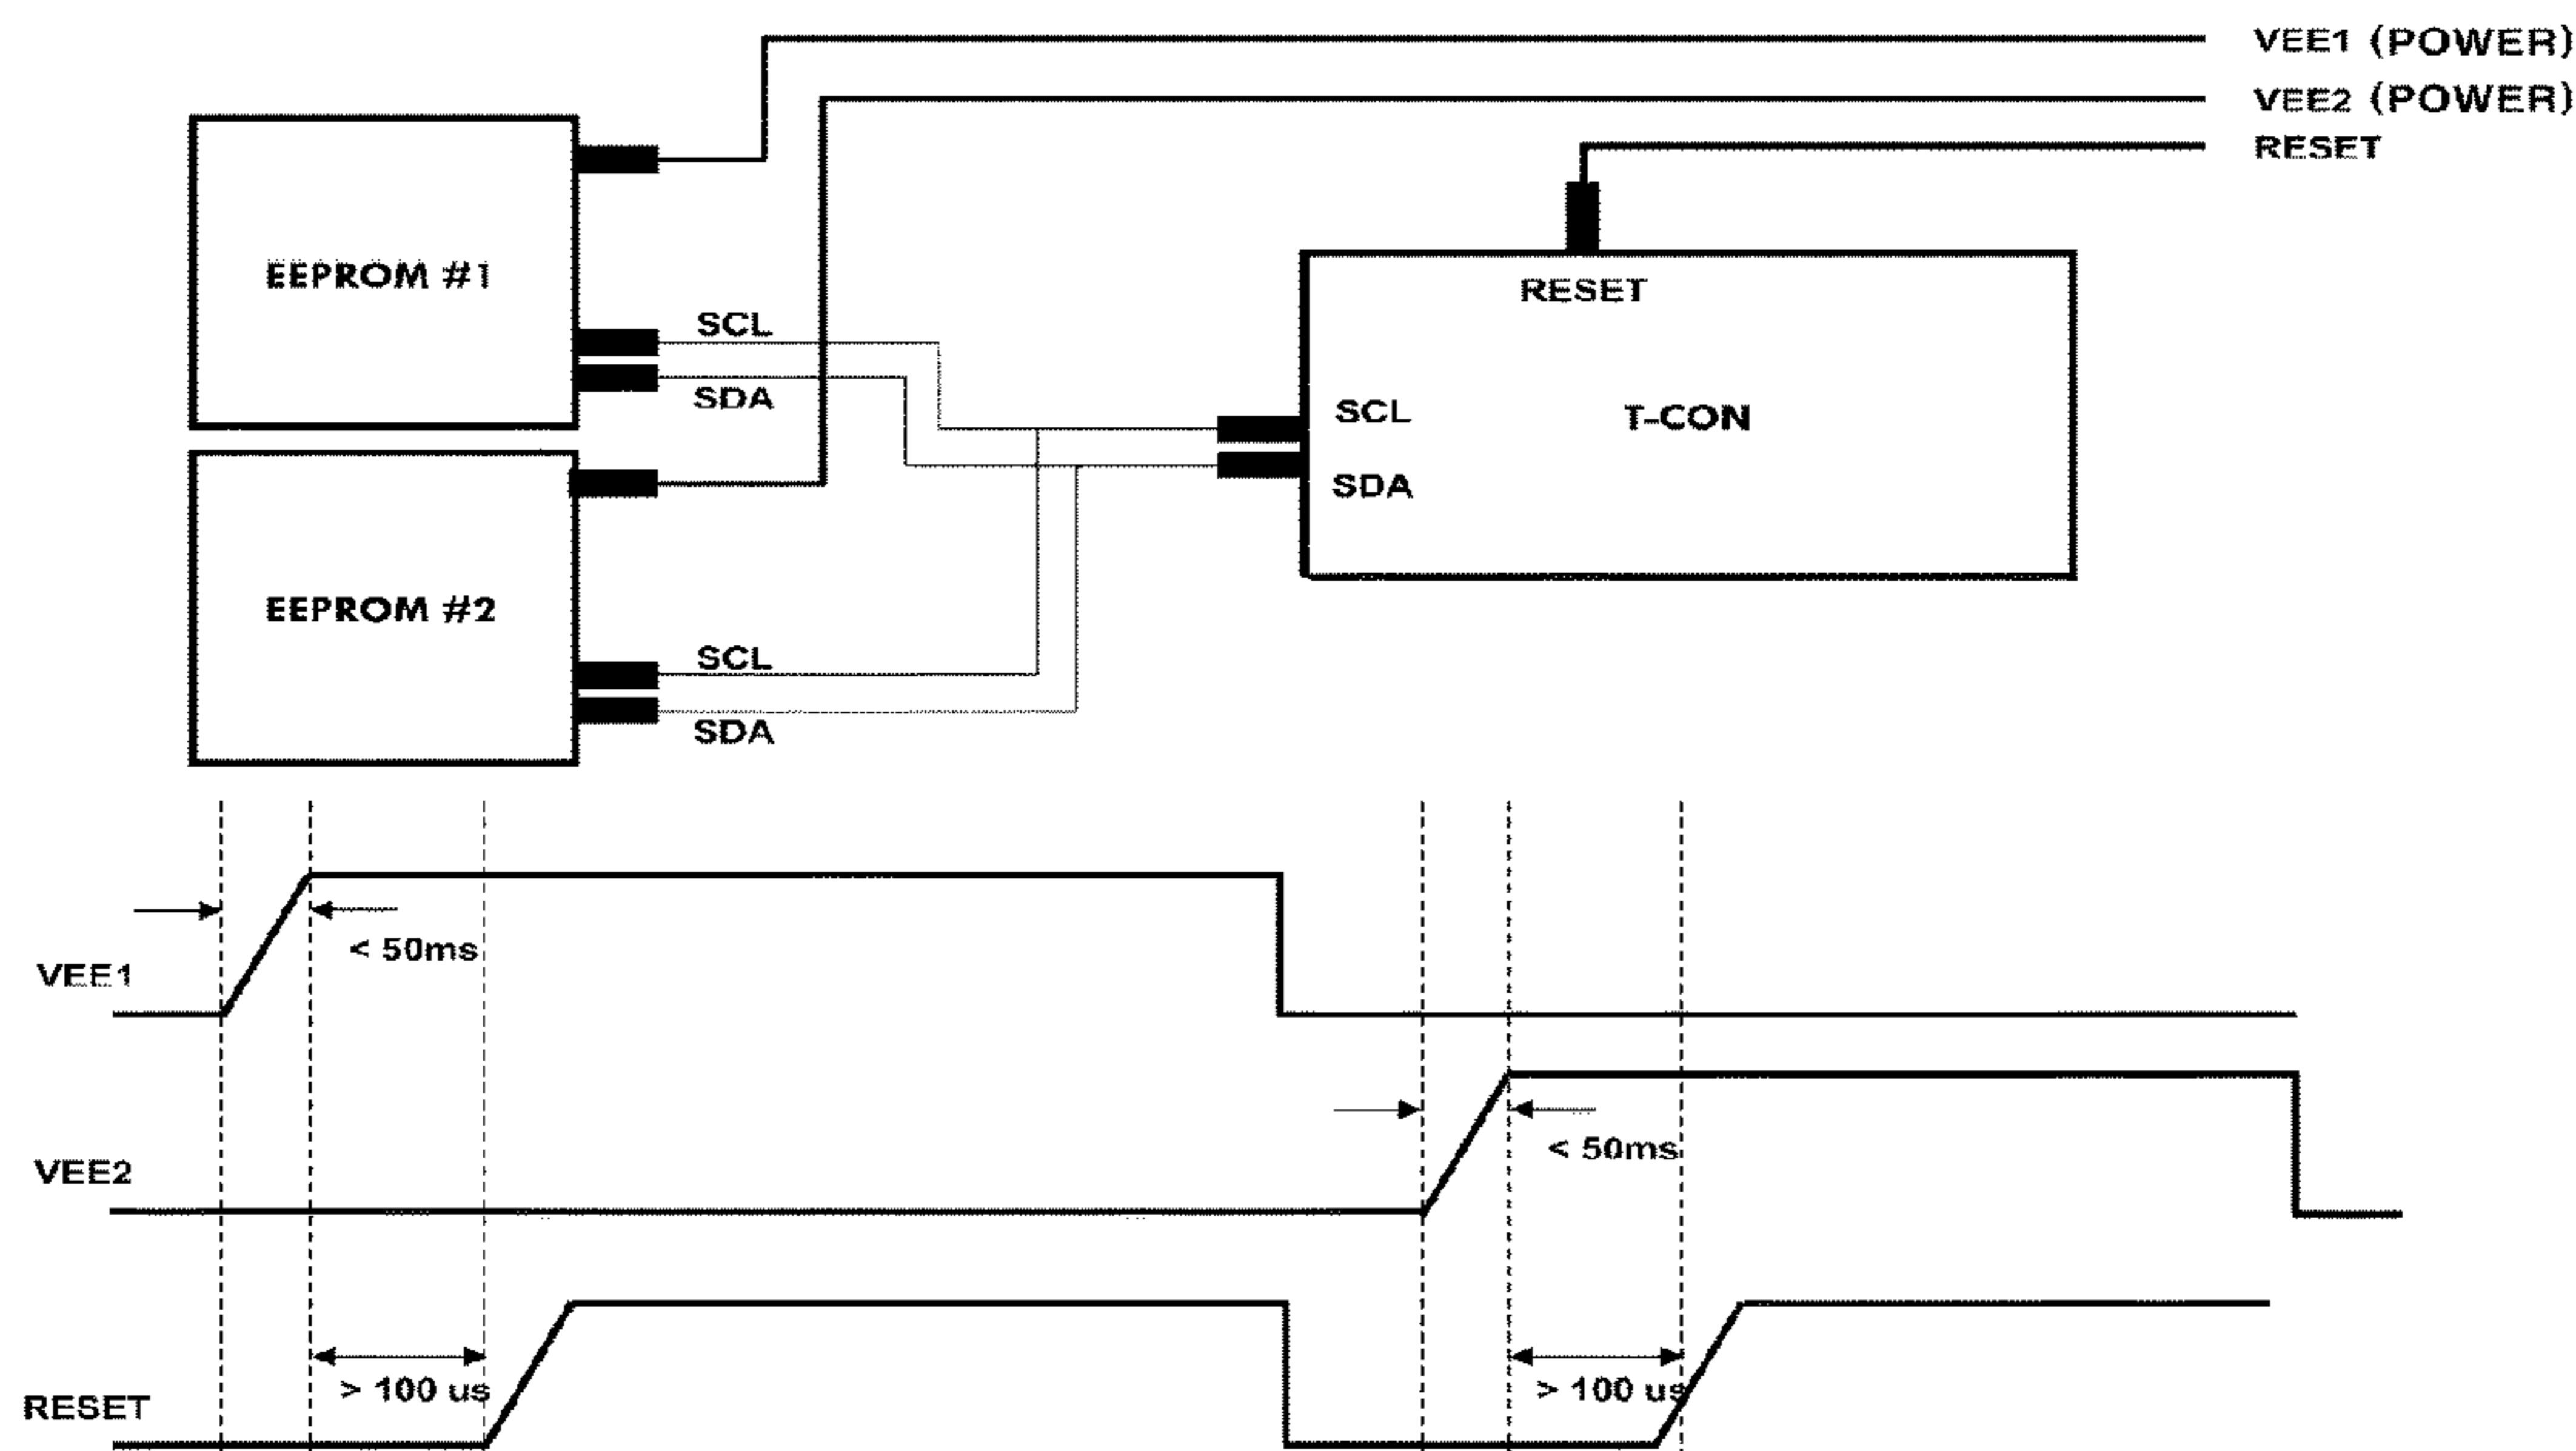 VEE1 (POWER)
VEE2 (POWER)
RESET
EEPROM #1
SCL
SDA
RESET
T-CON
SCL
SDA
EEPROM #2
SCL
SDA
< 50ms
VEE1
< 50ms
VEE2
> 100 us
> 100 us
RESET